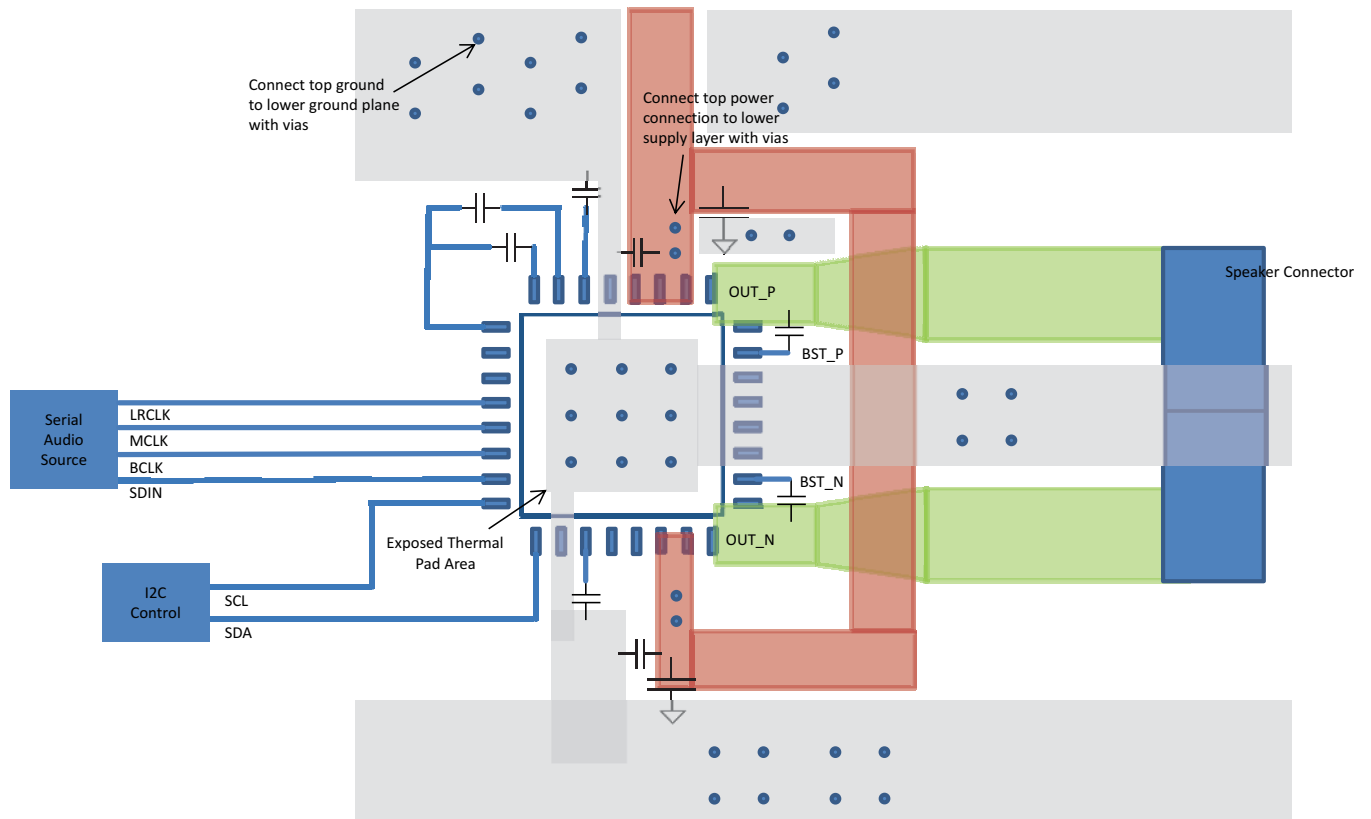 Connect top ground
to lower ground plane
with vias
Connect top power
connection to lower
supply layer with vias
Speaker Connector
OUT_P
BST_P
Serial
Audio
Source
LRCLK
MCLK
BCLK
SDIN
BST_N
OUT_N
Exposed Thermal
Pad Area
I2C
Control
SCL
SDA